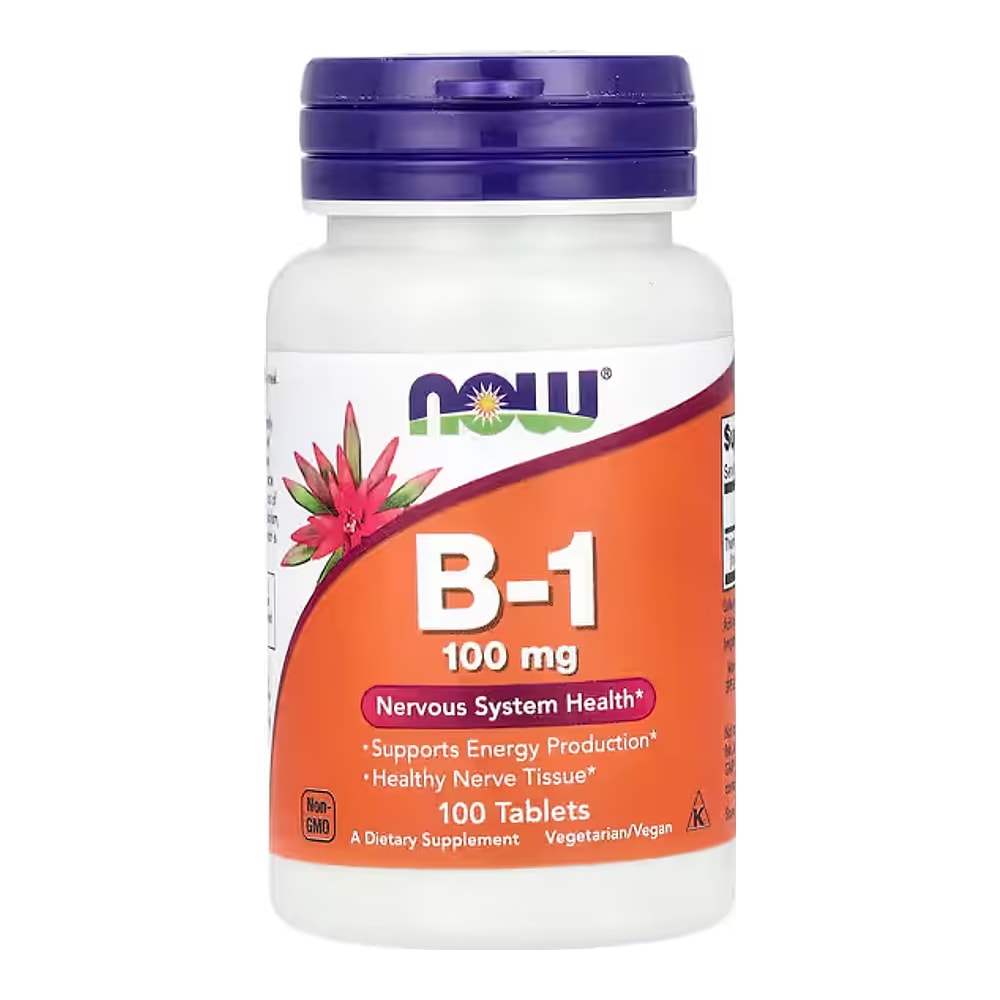 NOW®
B-1
100 mg
Nervous System Health*
•Supports Energy Production*
•Healthy Nerve Tissue*
100 Tablets
Non-
GMO
A Dietary Supplement
Vegetarian/Vegan
K